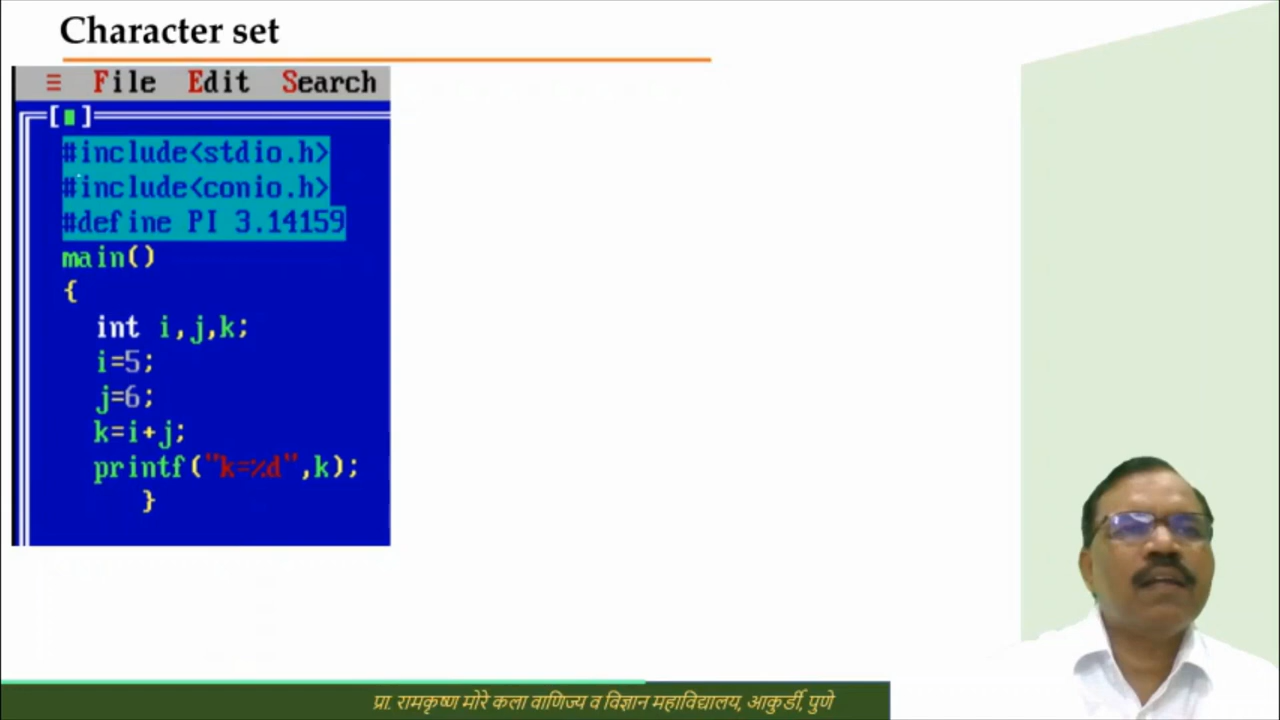 Character set
≡ File Edit Search
[■]
#include<stdio.h>
#include<conio.h>
#define PI 3.14159
main()
{
int i,j,k;
i=5;
j=6;
k=i+j;
printf("k=%d",k);
}
प्रा. रामकृष्ण मोरे कला वाणिज्य व विज्ञान महाविद्यालय, आकुर्डी, पुणे